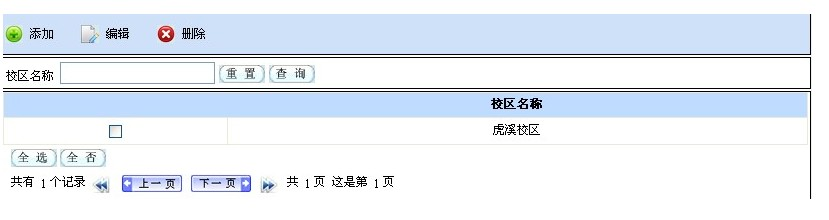 添加 编辑 删除
校区名称 重 置 查 询
校区名称
虎溪校区
全 选 全 否
共有 1 个记录 上一页 下一页 共 1 页 这是第 1 页